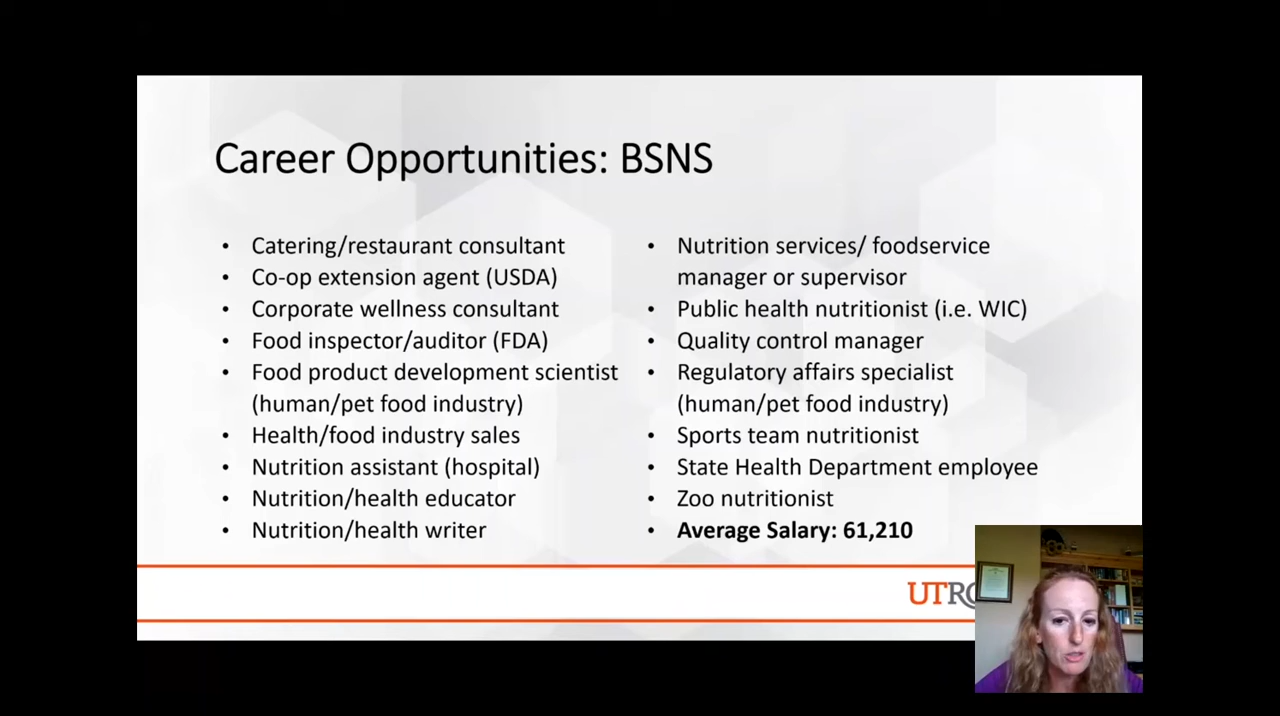 Career Opportunities: BSNS
• Catering/restaurant consultant
• Co-op extension agent (USDA)
• Corporate wellness consultant
• Food inspector/auditor (FDA)
• Food product development scientist
(human/pet food industry)
• Health/food industry sales
• Nutrition assistant (hospital)
• Nutrition/health educator
• Nutrition/health writer
• Nutrition services/ foodservice
manager or supervisor
• Public health nutritionist (i.e. WIC)
• Quality control manager
• Regulatory affairs specialist
(human/pet food industry)
• Sports team nutritionist
• State Health Department employee
• Zoo nutritionist
• Average Salary: 61,210